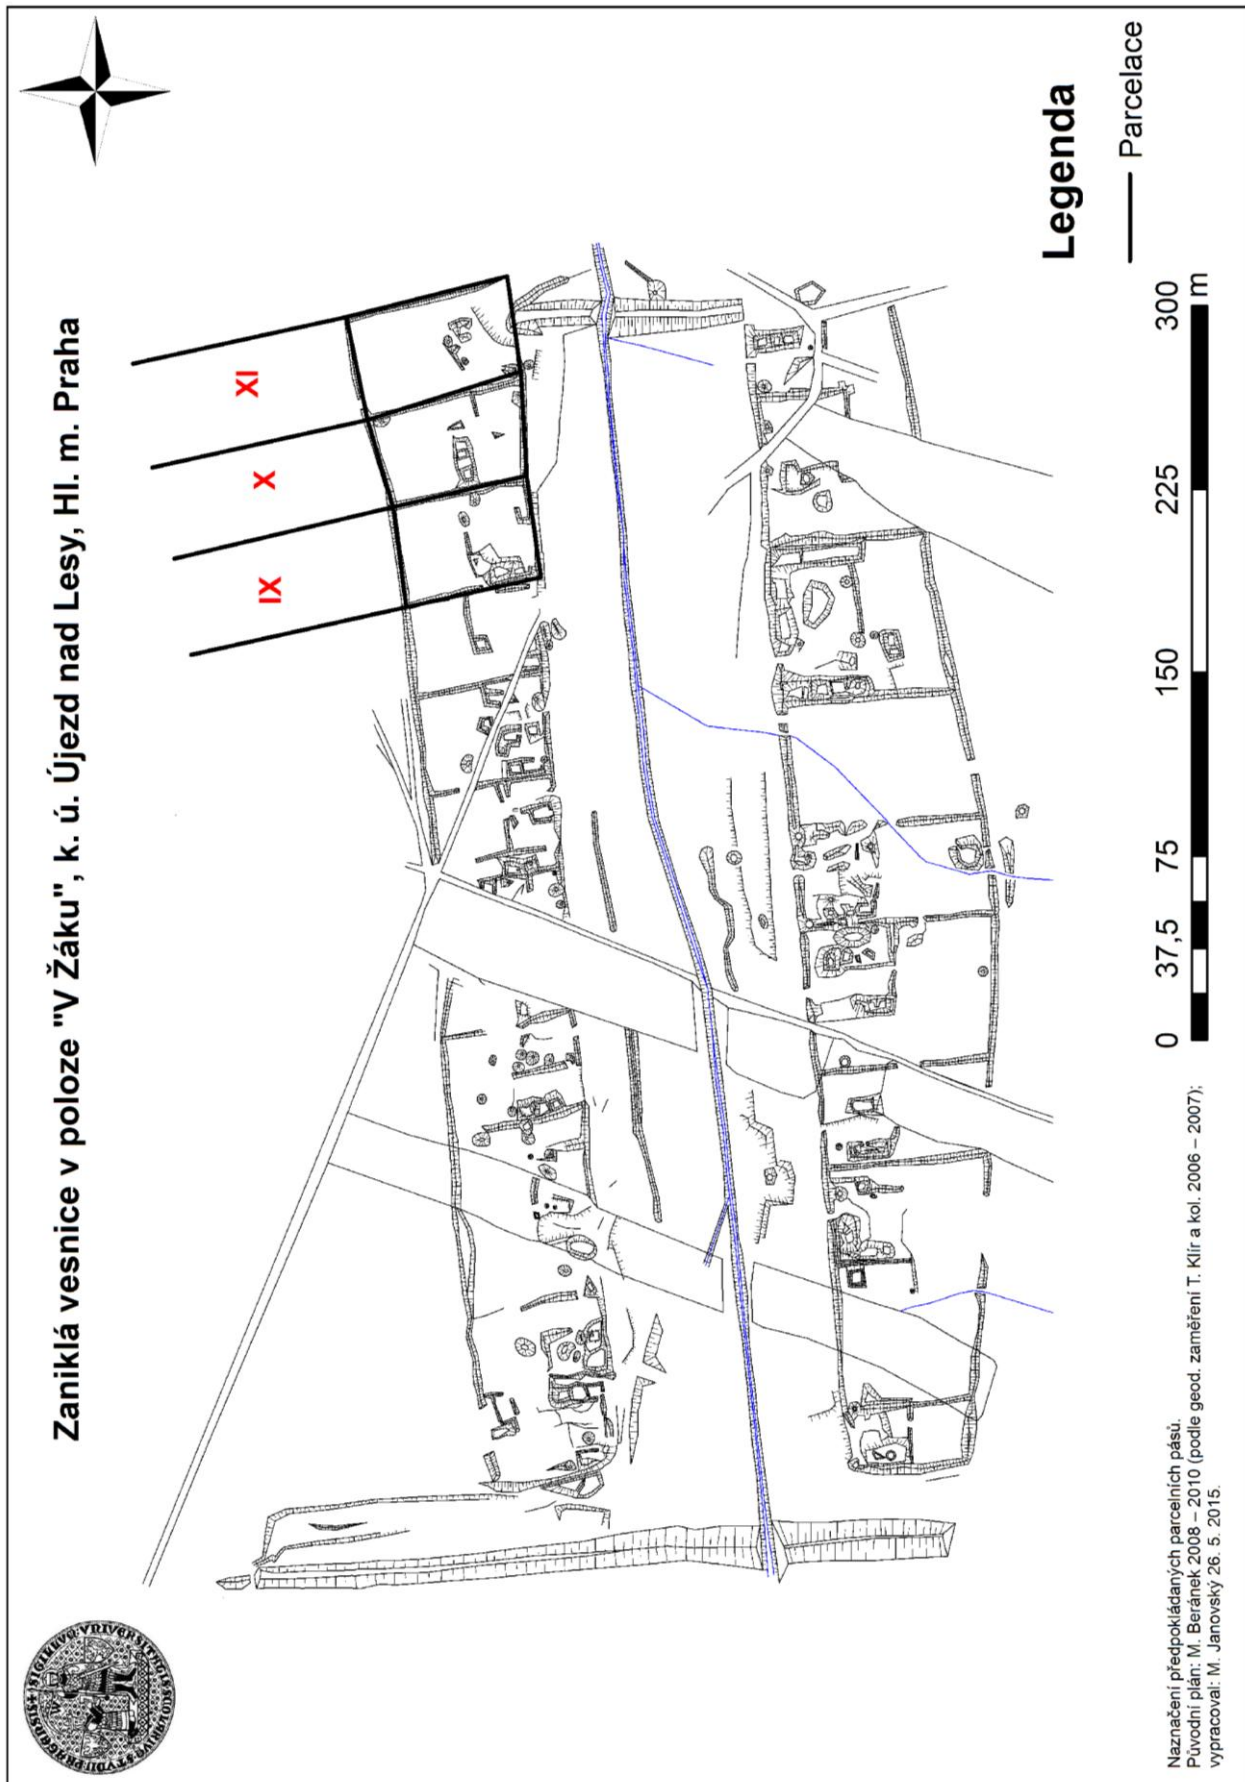 Zaniklá vesnice v poloze "V Žáku", k. ú. Újezd nad Lesy, Hl. m. Praha
IX
X
XI
Legenda
Parcelace
0 37,5 75 150 225 300
m
Naznačení předpokládaných parcelních pásů.
Původní plán: M. Beránek 2008 – 2010 (podle geod. zaměření T. Klír a kol. 2006 – 2007);
vypracoval: M. Janovský 26. 5. 2015.